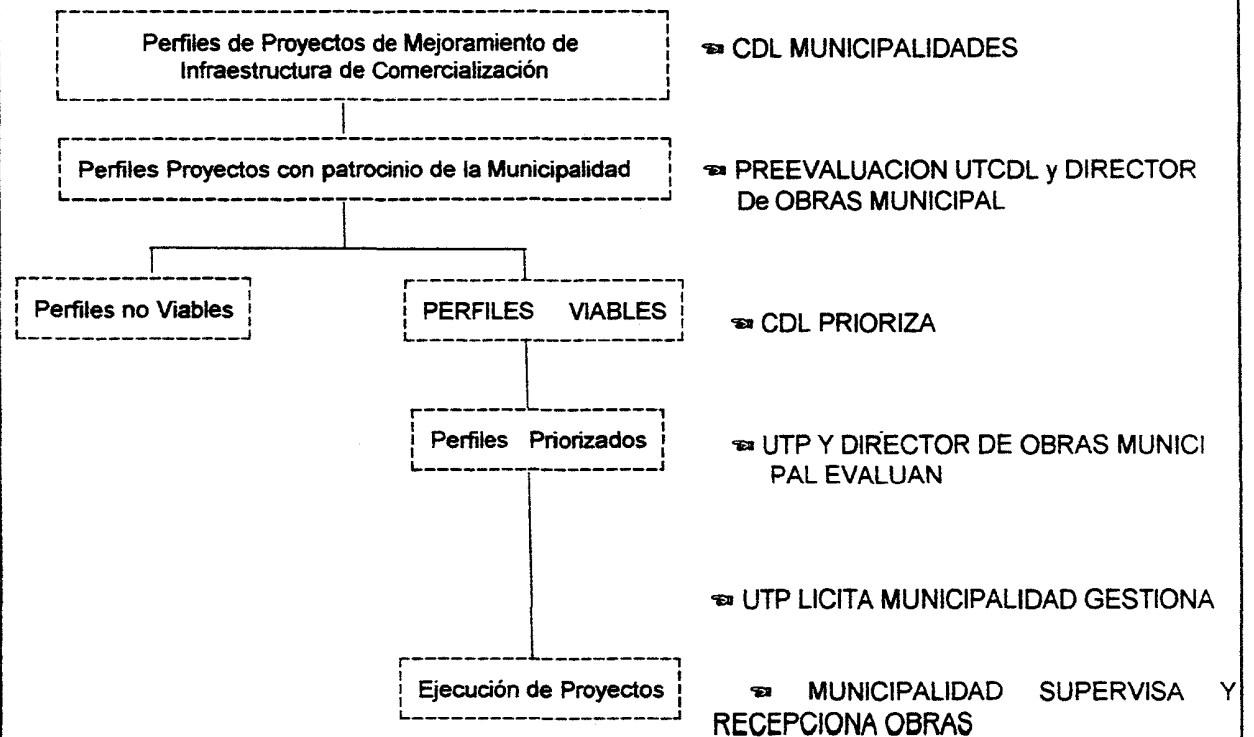 Perfiles de Proyectos de Mejoramiento de
Infraestructura de Comercialización
☜ CDL MUNICIPALIDADES
Perfiles Proyectos con patrocinio de la Municipalidad
☜ PREEVALUACION UTCDL y DIRECTOR
De OBRAS MUNICIPAL
Perfiles no Viables
PERFILES VIABLES
☜ CDL PRIORIZA
Perfiles Priorizados
☜ UTP Y DIRECTOR DE OBRAS MUNICI
PAL EVALUAN
☜ UTP LICITA MUNICIPALIDAD GESTIONA
Ejecución de Proyectos
☜ MUNICIPALIDAD SUPERVISA Y
RECEPCIONA OBRAS